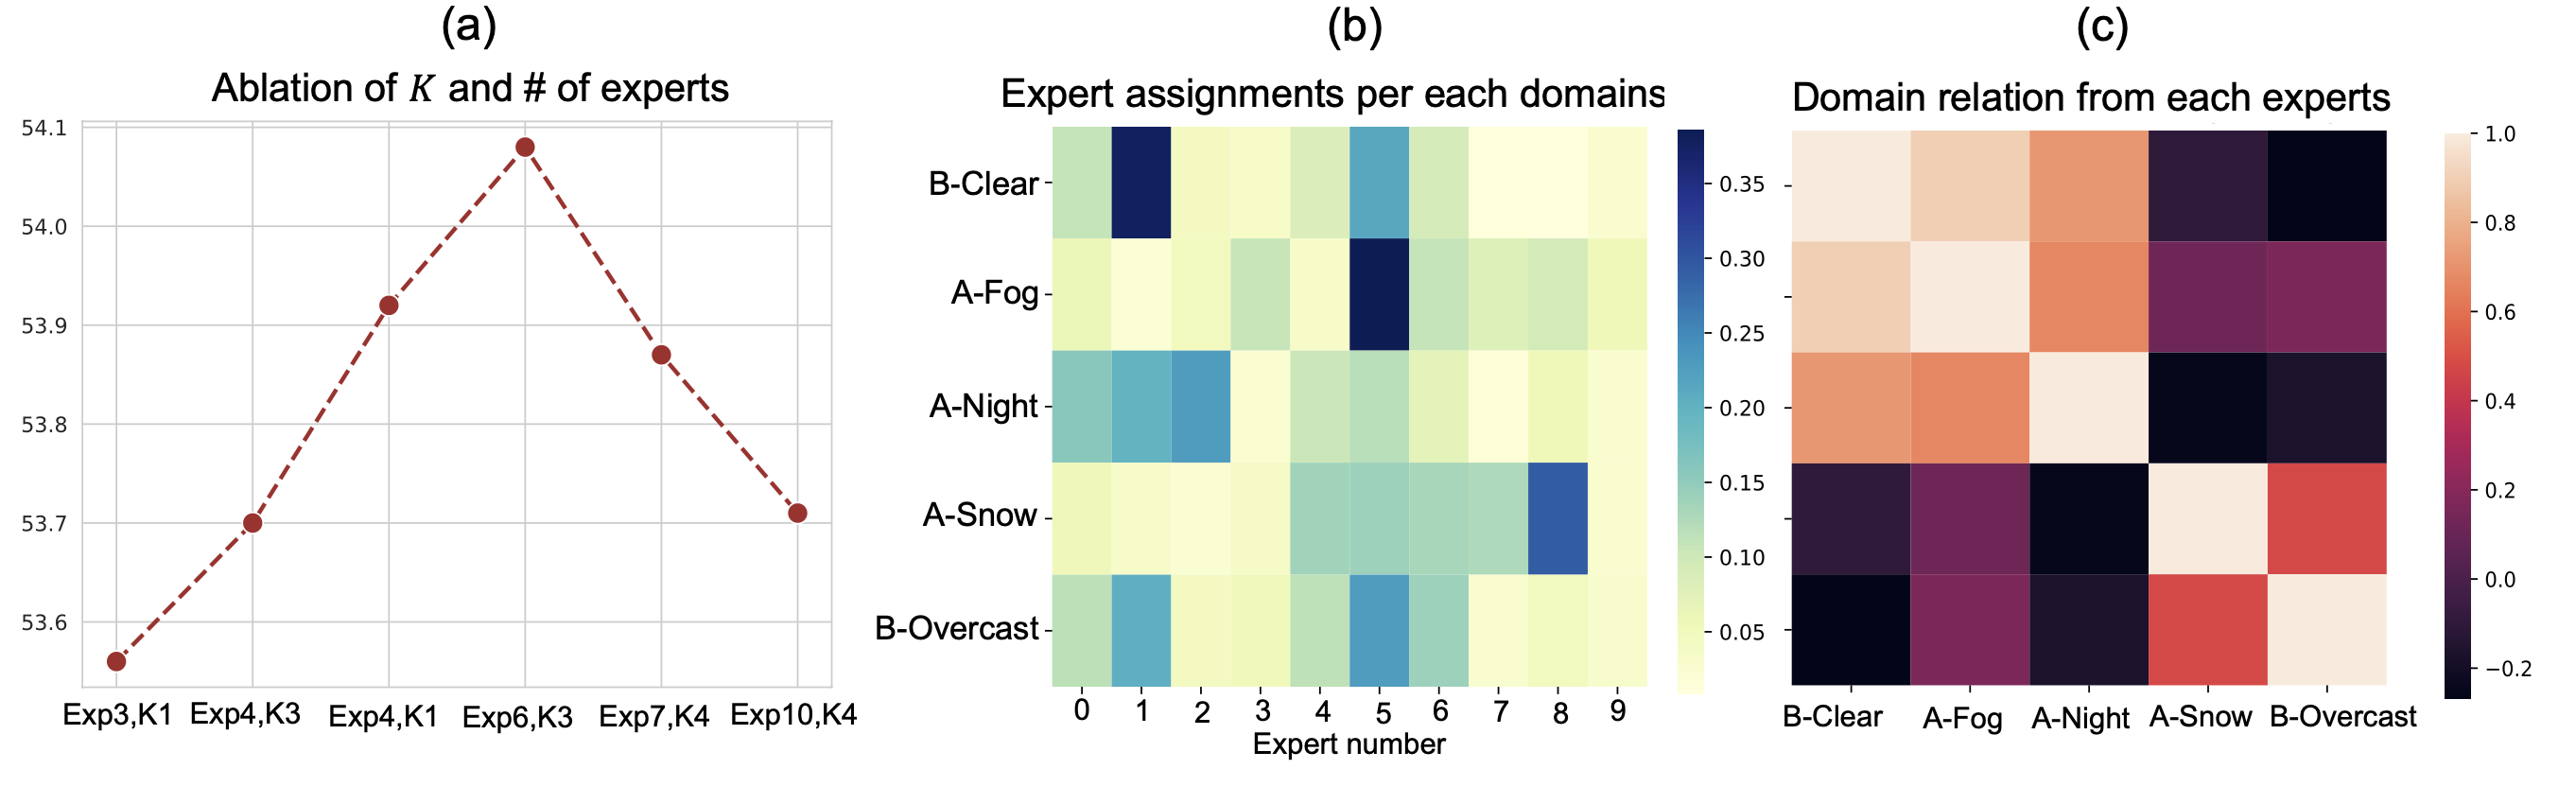 (a)
Ablation of K and # of experts
54.1
54.0
53.9
53.8
53.7
53.6
Exp3,K1 Exp4,K3 Exp4,K1 Exp6,K3 Exp7,K4 Exp10,K4
(b)
Expert assignments per each domains
B-Clear
A-Fog
A-Night
A-Snow
B-Overcast
0 1 2 3 4 5 6 7 8 9
Expert number
0.35
0.30
0.25
0.20
0.15
0.10
0.05
(c)
Domain relation from each experts
B-Clear A-Fog A-Night A-Snow B-Overcast
1.0
0.8
0.6
0.4
0.2
0.0
−0.2